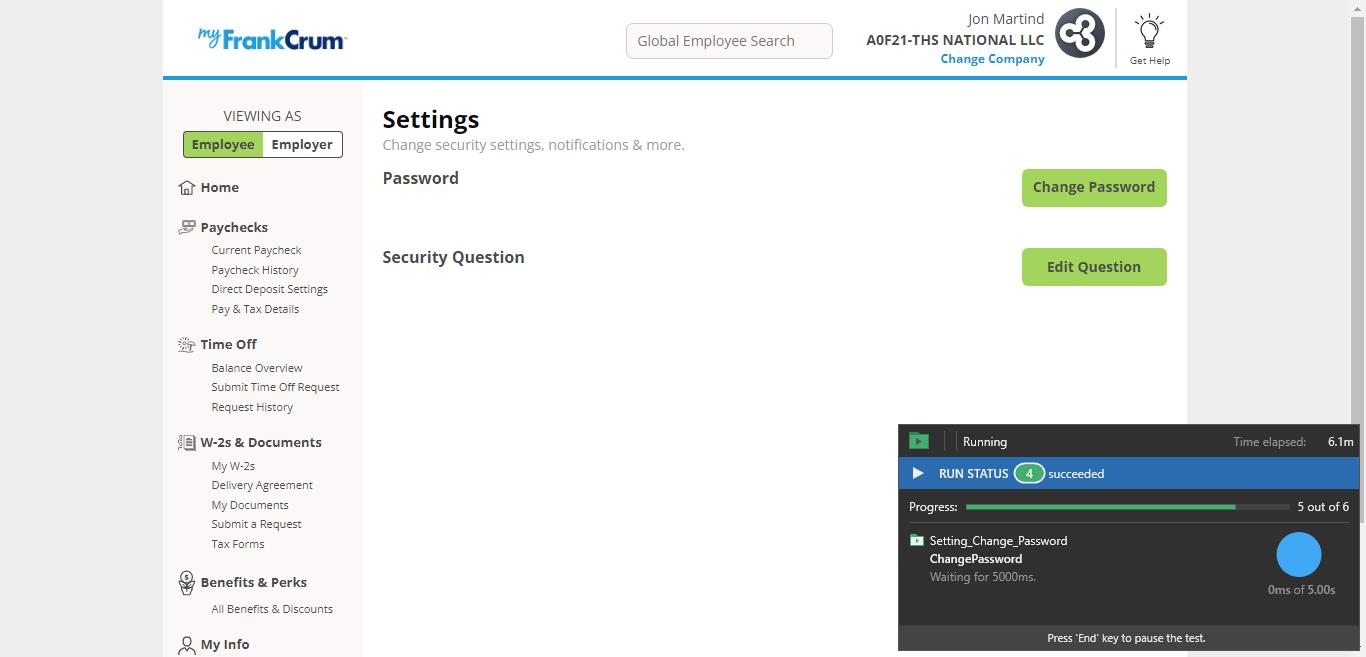 myFrankCrum
Global Employee Search
Jon Martind
A0F21-THS NATIONAL LLC
Change Company
Get Help
VIEWING AS
Employee Employer
Home
Paychecks
Current Paycheck
Paycheck History
Direct Deposit Settings
Pay & Tax Details
Time Off
Balance Overview
Submit Time Off Request
Request History
W-2s & Documents
My W-2s
Delivery Agreement
My Documents
Submit a Request
Tax Forms
Benefits & Perks
All Benefits & Discounts
My Info
Settings
Change security settings, notifications & more.
Password
Change Password
Security Question
Edit Question
Running Time elapsed: 6.1m
RUN STATUS 4 succeeded
Progress: 5 out of 6
Setting_Change_Password
ChangePassword
Waiting for 5000ms.
0ms of 5.00s
Press 'End' key to pause the test.